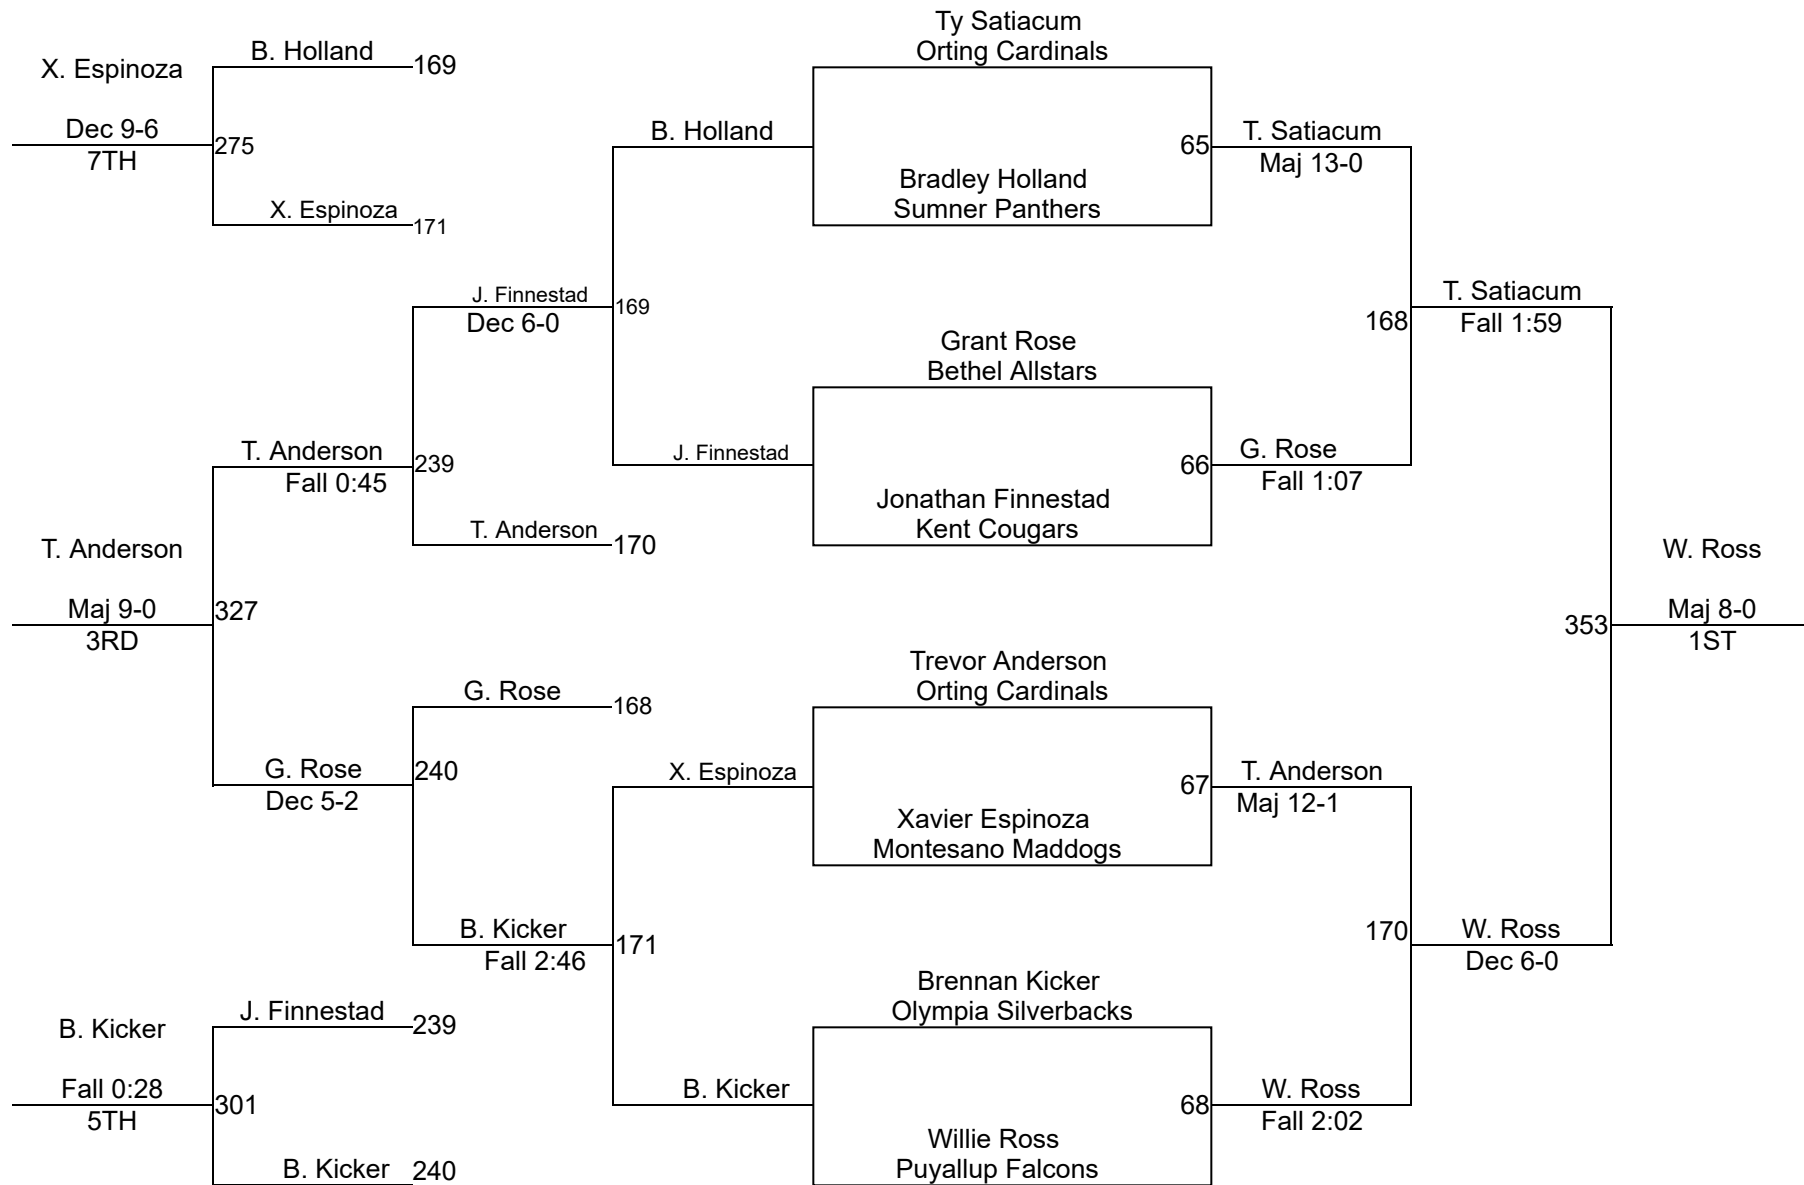 Ty Satiacum
Orting Cardinals
X. Espinoza
B. Holland
169
Dec 9-6
275
7TH
B. Holland
65
T. Satiacum
Maj 13-0
Bradley Holland
Sumner Panthers
X. Espinoza
171
J. Finnestad
169
Dec 6-0
168
T. Satiacum
Fall 1:59
Grant Rose
Bethel Allstars
T. Anderson
239
Fall 0:45
J. Finnestad
66
G. Rose
Fall 1:07
Jonathan Finnestad
Kent Cougars
T. Anderson
170
T. Anderson
W. Ross
Maj 9-0
327
3RD
353
Maj 8-0
1ST
Trevor Anderson
Orting Cardinals
G. Rose
168
G. Rose
240
Dec 5-2
X. Espinoza
67
T. Anderson
Maj 12-1
Xavier Espinoza
Montesano Maddogs
B. Kicker
171
Fall 2:46
170
W. Ross
Dec 6-0
Brennan Kicker
Olympia Silverbacks
B. Kicker
J. Finnestad
239
Fall 0:28
301
5TH
B. Kicker
68
W. Ross
Fall 2:02
Willie Ross
Puyallup Falcons
B. Kicker
240